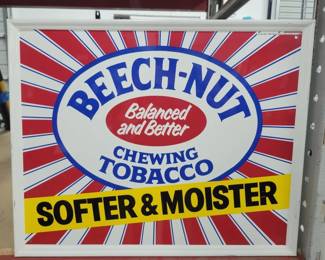 BEECH-NUT
Balanced
and Better
CHEWING
TOBACCO
SOFTER & MOISTER